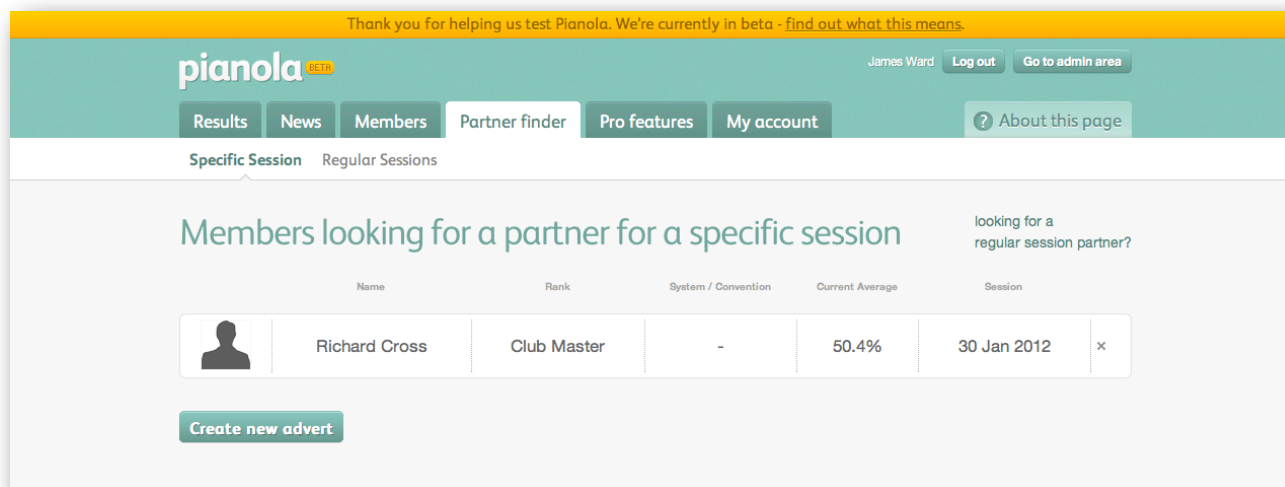 Thank you for helping us test Pianola. We're currently in beta - find out what this means.
pianola BETA
James Ward Log out Go to admin area
Results News Members Partner finder Pro features My account ? About this page
Specific Session Regular Sessions
Members looking for a partner for a specific session
looking for a
regular session partner?
Name Rank System / Convention Current Average Session
Richard Cross Club Master - 50.4% 30 Jan 2012 ×
Create new advert